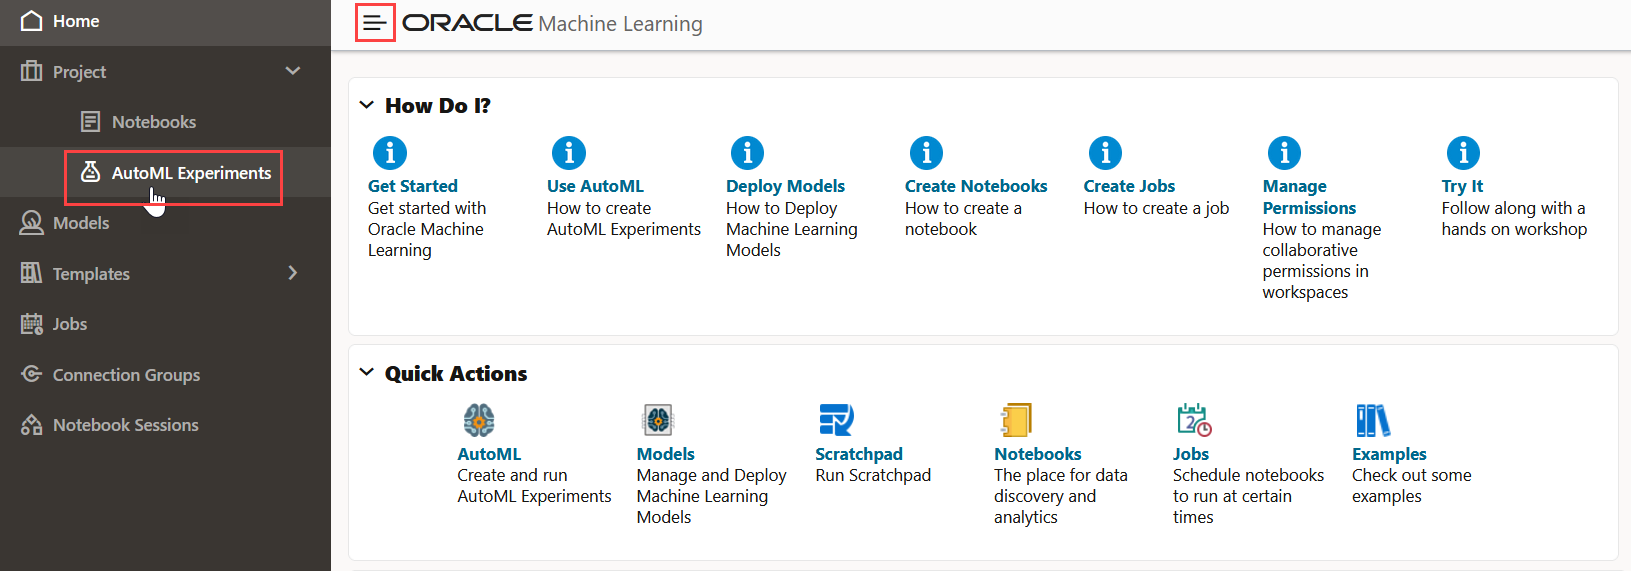 Home
Project
Notebooks
AutoML Experiments
Models
Templates
Jobs
Connection Groups
Notebook Sessions
ORACLE Machine Learning
How Do I?
Get Started
Get started with
Oracle Machine
Learning
Use AutoML
How to create
AutoML Experiments
Deploy Models
How to Deploy
Machine Learning
Models
Create Notebooks
How to create a
notebook
Create Jobs
How to create a job
Manage
Permissions
How to manage
collaborative
permissions in
workspaces
Try It
Follow along with a
hands on workshop
Quick Actions
AutoML
Create and run
AutoML Experiments
Models
Manage and Deploy
Machine Learning
Models
Scratchpad
Run Scratchpad
Notebooks
The place for data
discovery and
analytics
2
Jobs
Schedule notebooks
to run at certain
times
Examples
Check out some
examples